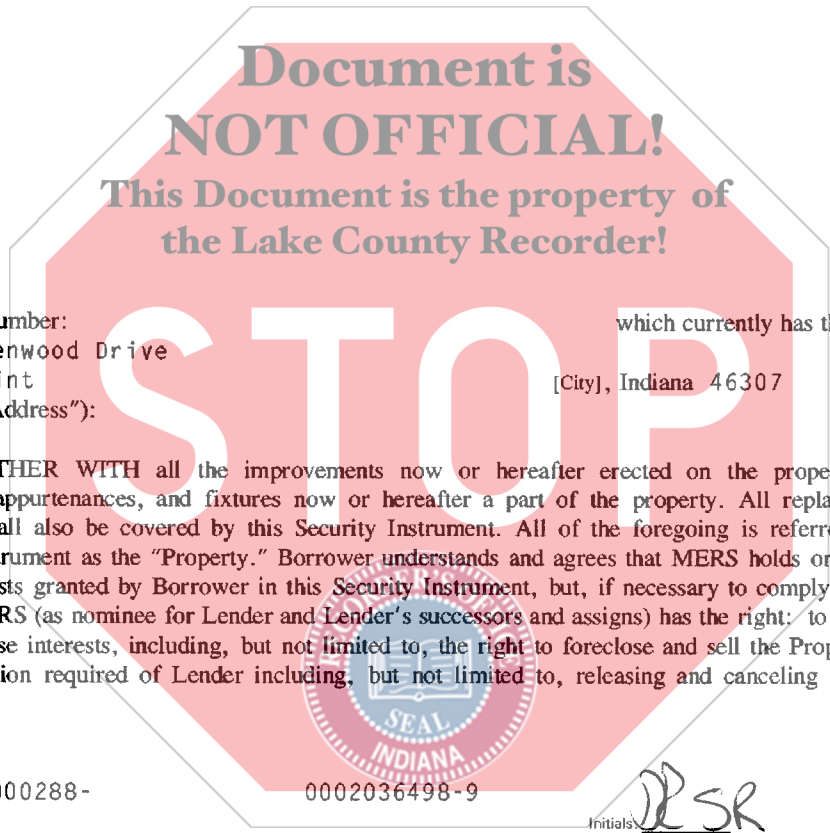 Document is
NOT OFFICIAL!
This Document is the property of
the Lake County Recorder!
STOP
umber: which currently has th
enwood Drive
int [City], Indiana 46307
Address"):
THER WITH all the improvements now or hereafter erected on the prope
appurtenances, and fixtures now or hereafter a part of the property. All repla
all also be covered by this Security Instrument. All of the foregoing is referr
rument as the "Property." Borrower understands and agrees that MERS holds on
sts granted by Borrower in this Security Instrument, but, if necessary to comply
RS (as nominee for Lender and Lender's successors and assigns) has the right: to
se interests, including, but not limited to, the right to foreclose and sell the Prop
ion required of Lender including, but not limited to, releasing and canceling
RECORDER'S OFFICE
SEAL
INDIANA
000288- 0002036498-9
Initials: